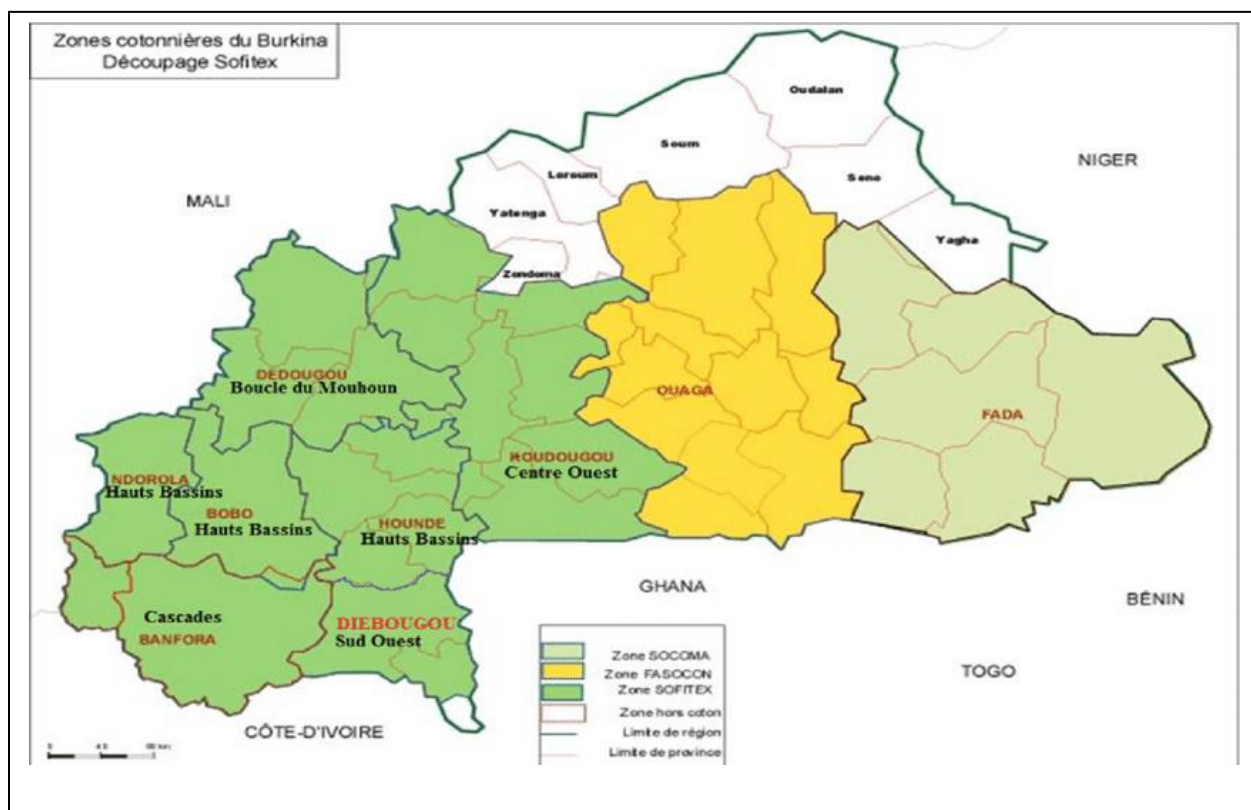 Zones cotonnières du Burkina
Découpage Sofitex
Oudalan
Soum
NIGER
Loroum
Seno
MALI
Yatenga
Yagha
Zondoma
DEDOUGOU
Boucle du Mouhoun
OUAGA
FADA
KOUDOUGOU
Centre Ouest
NDOROLA
Hauts Bassins
BOBO
Hauts Bassins
HOUNDE
Hauts Bassins
GHANA
BÉNIN
Cascades
BANFORA
DIEBOUGOU
Sud Ouest
TOGO
CÔTE-D'IVOIRE
Zone SOCOMA
Zone FASOCON
Zone SOFITEX
Zone hors coton
Limite de région
Limite de province